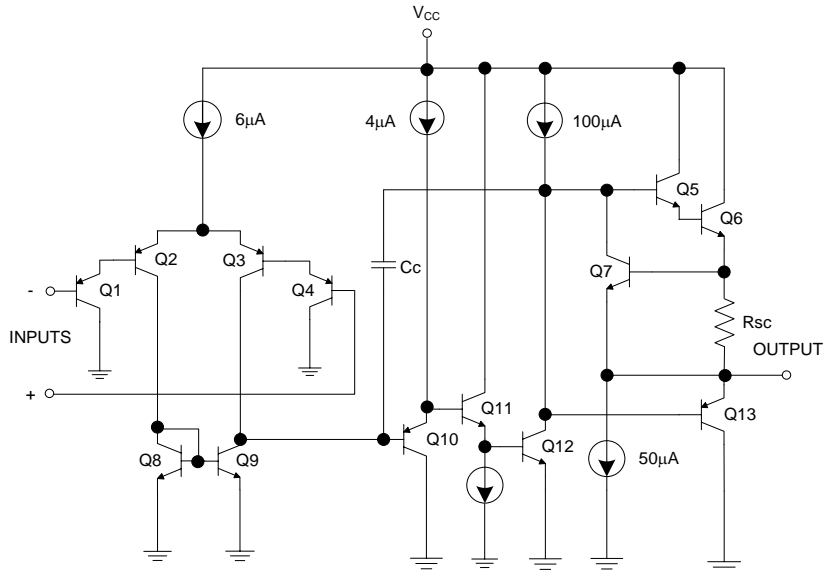 VCC
6µA
4µA
100µA
Q5
Q6
Q2
Q3
Cc
Q7
-
Q1
Q4
INPUTS
Rsc
OUTPUT
+
Q11
Q13
Q10
Q12
Q8
Q9
50µA